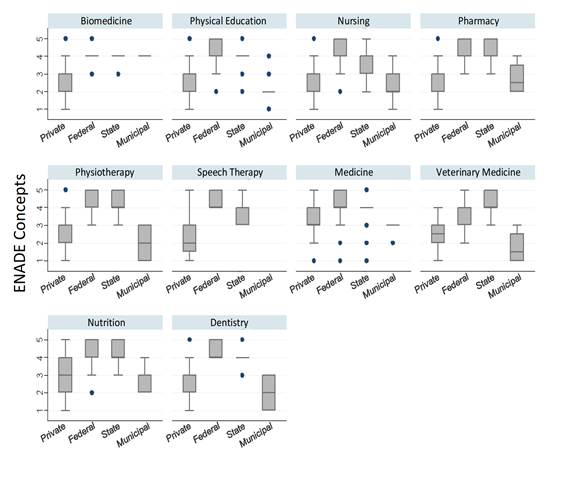 ENADE Concepts
Biomedicine Physical Education Nursing Pharmacy
5
4
3
2
1
Private Federal State Municipal Private Federal State Municipal Private Federal State Municipal Private Federal State Municipal
Physiotherapy Speech Therapy Medicine Veterinary Medicine
5
4
3
2
1
Private Federal State Municipal Private Federal State Municipal Private Federal State Municipal Private Federal State Municipal
Nutrition Dentistry
5
4
3
2
1
Private Federal State Municipal Private Federal State Municipal